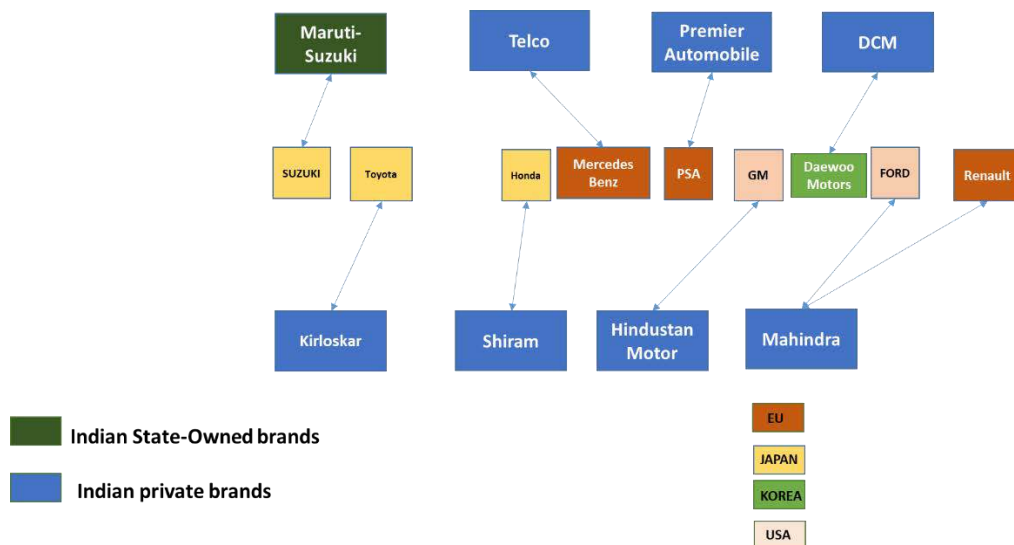 Maruti-
Suzuki
Telco
Premier
Automobile
DCM
SUZUKI
Toyota
Honda
Mercedes
Benz
PSA
GM
Daewoo
Motors
FORD
Renault
Kirloskar
Shiram
Hindustan
Motor
Mahindra
Indian State-Owned brands
Indian private brands
EU
JAPAN
KOREA
USA